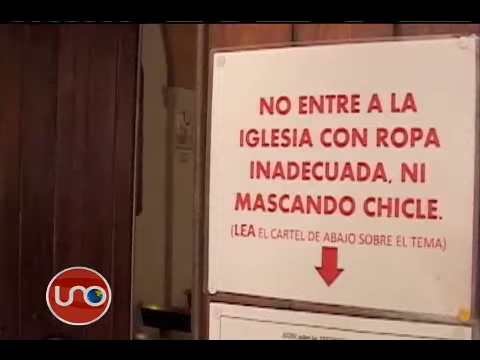 NO ENTRE A LA
IGLESIA CON ROPA
INADECUADA, NI
MASCANDO CHICLE.
(LEA EL CARTEL DE ABAJO SOBRE EL TEMA)
UNO